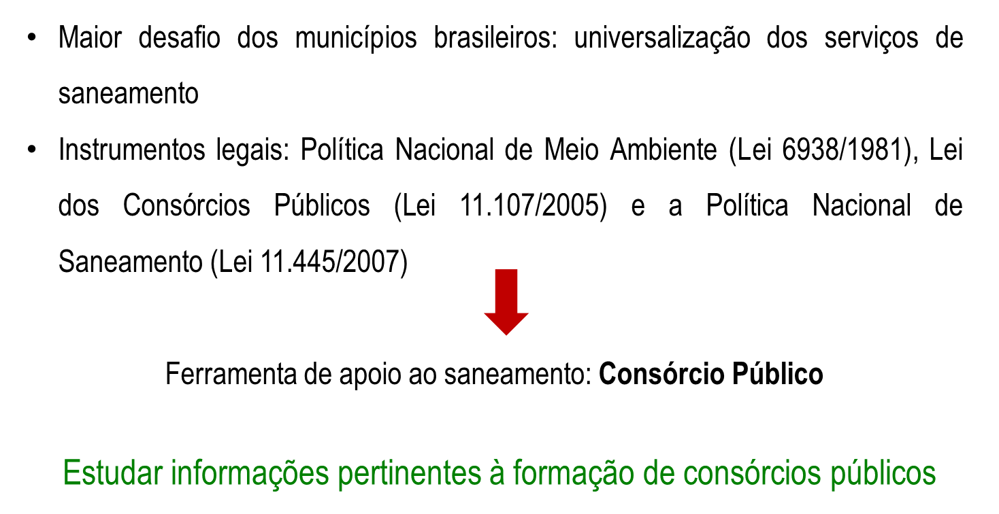 • Maior desafio dos municípios brasileiros: universalização dos serviços de
saneamento
• Instrumentos legais: Política Nacional de Meio Ambiente (Lei 6938/1981), Lei
dos Consórcios Públicos (Lei 11.107/2005) e a Política Nacional de
Saneamento (Lei 11.445/2007)
Ferramenta de apoio ao saneamento: Consórcio Público
Estudar informações pertinentes à formação de consórcios públicos